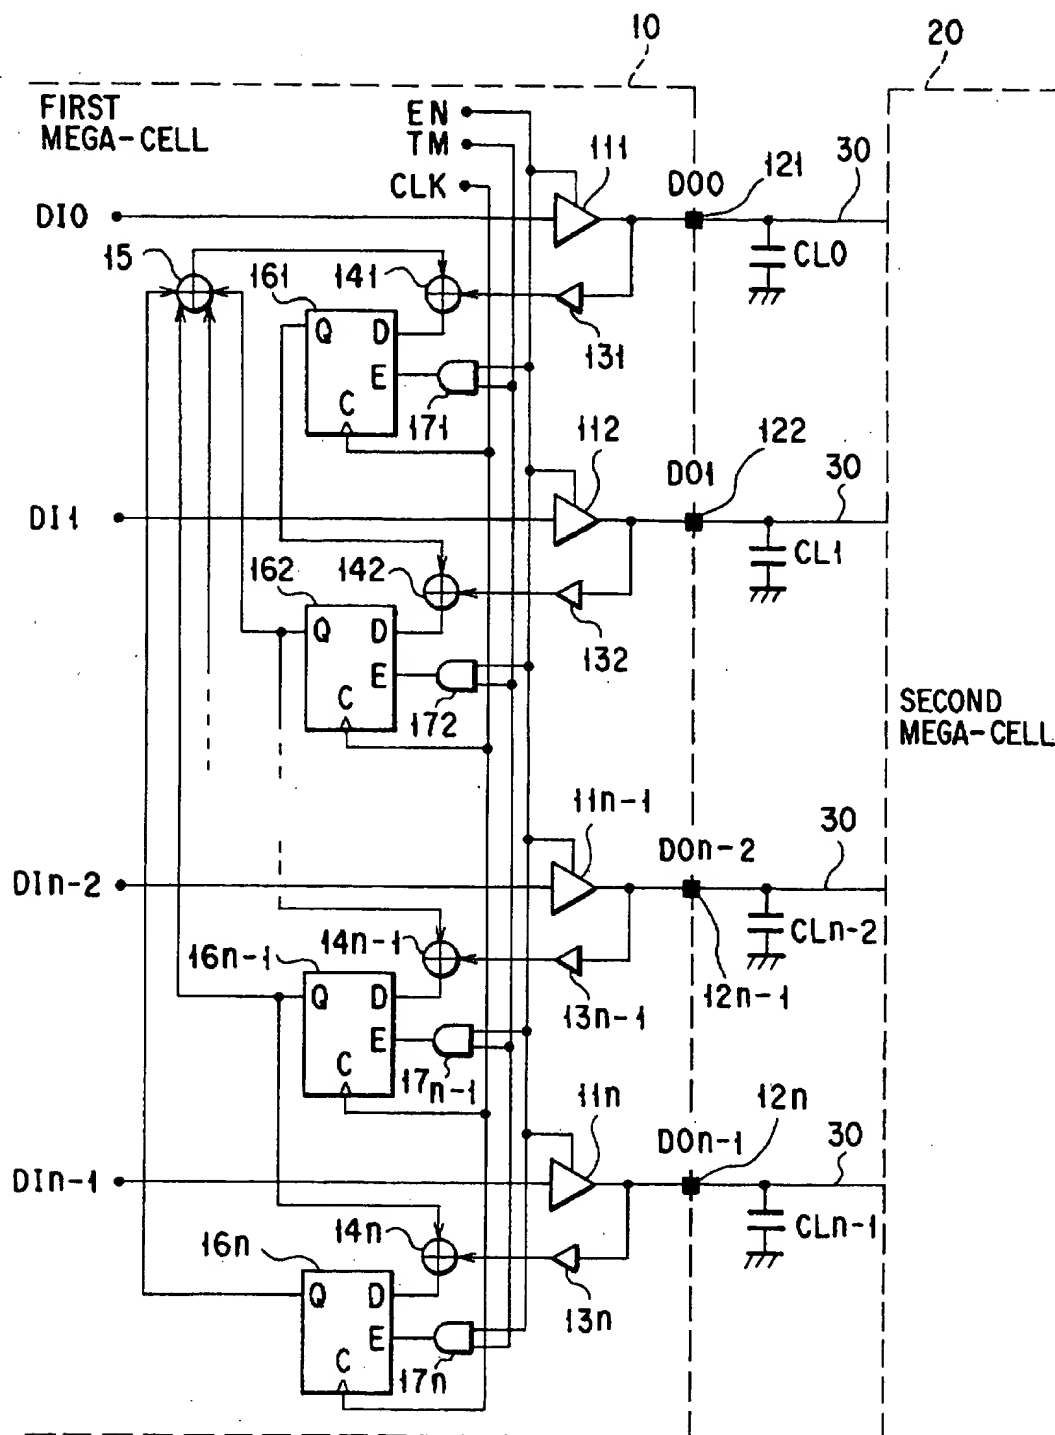 10
20
FIRST
MEGA-CELL
EN
TM
CLK
111
DO0
121
30
DI0
15
161
141
CL0
Q
D
E
C
131
171
112
DO1
122
30
DI1
162
142
CL1
Q
D
E
C
132
172
SECOND
MEGA-CELL
11n-1
DOn-2
30
DIn-2
16n-1
14n-1
CLn-2
Q
D
E
C
13n-1
12n-1
17n-1
11n
DOn-1
12n
30
DIn-1
16n
14n
CLn-1
Q
D
E
C
13n
17n